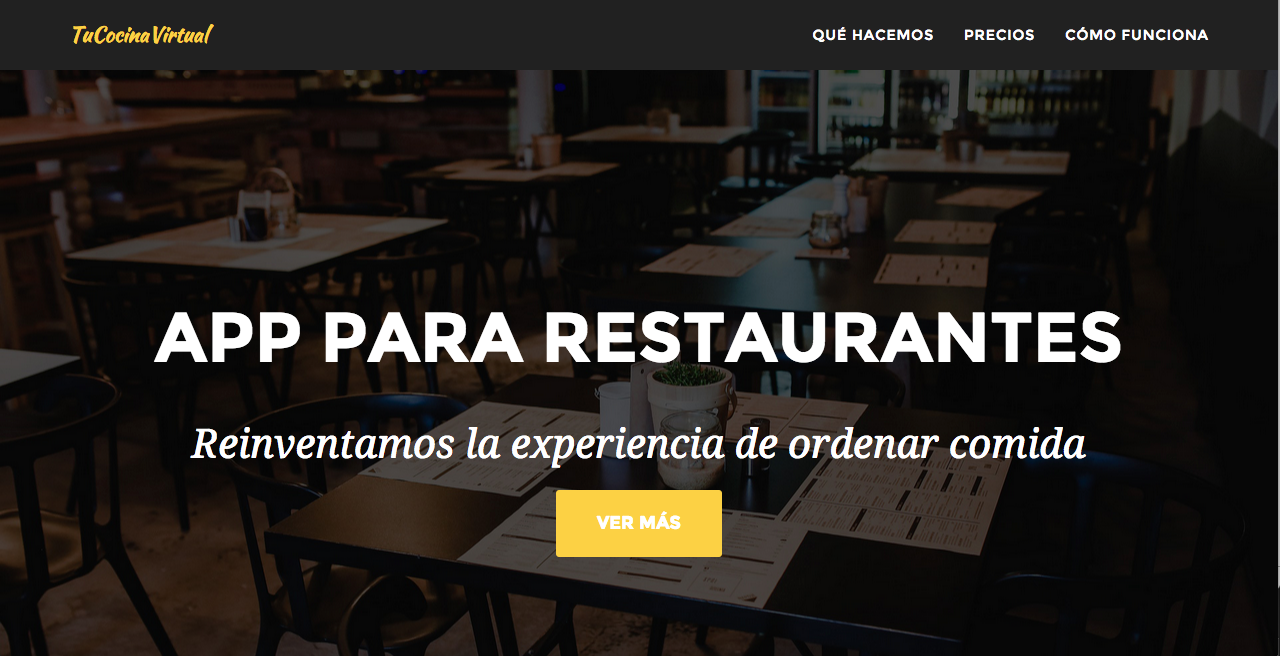 TuCocinaVirtual
QUÉ HACEMOS PRECIOS CÓMO FUNCIONA
APP PARA RESTAURANTES
Reinventamos la experiencia de ordenar comida
VER MÁS